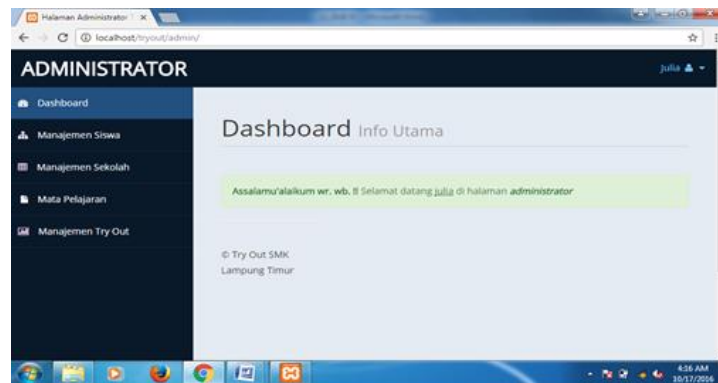 Halaman Administrator
localhost/tryout/admin/
ADMINISTRATOR
Julia
Dashboard
Manajemen Siswa
Manajemen Sekolah
Mata Pelajaran
Manajemen Try Out
Dashboard Info Utama
Assalamu'alaikum wr. wb. !! Selamat datang julia di halaman administrator
© Try Out SMK
Lampung Timur
4:16 AM
10/17/2016